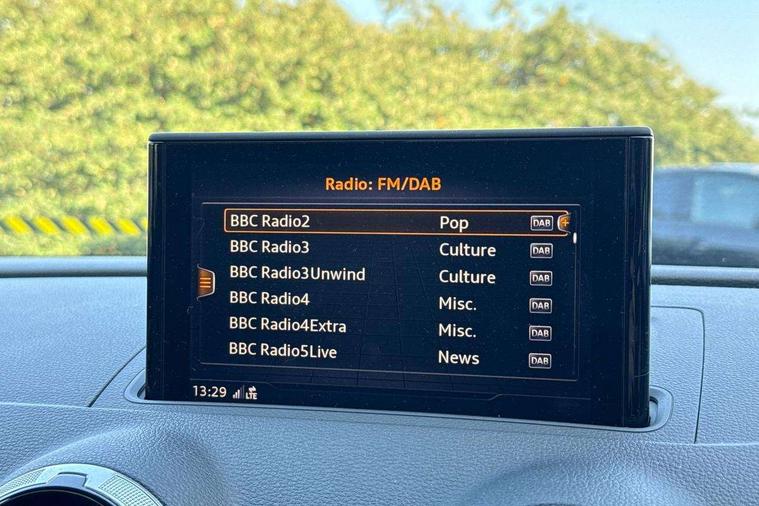 Radio: FM/DAB
BBC Radio2 Pop DAB
BBC Radio3 Culture DAB
BBC Radio3Unwind Culture DAB
BBC Radio4 Misc. DAB
BBC Radio4Extra Misc. DAB
BBC Radio5Live News DAB
13:29 LTE